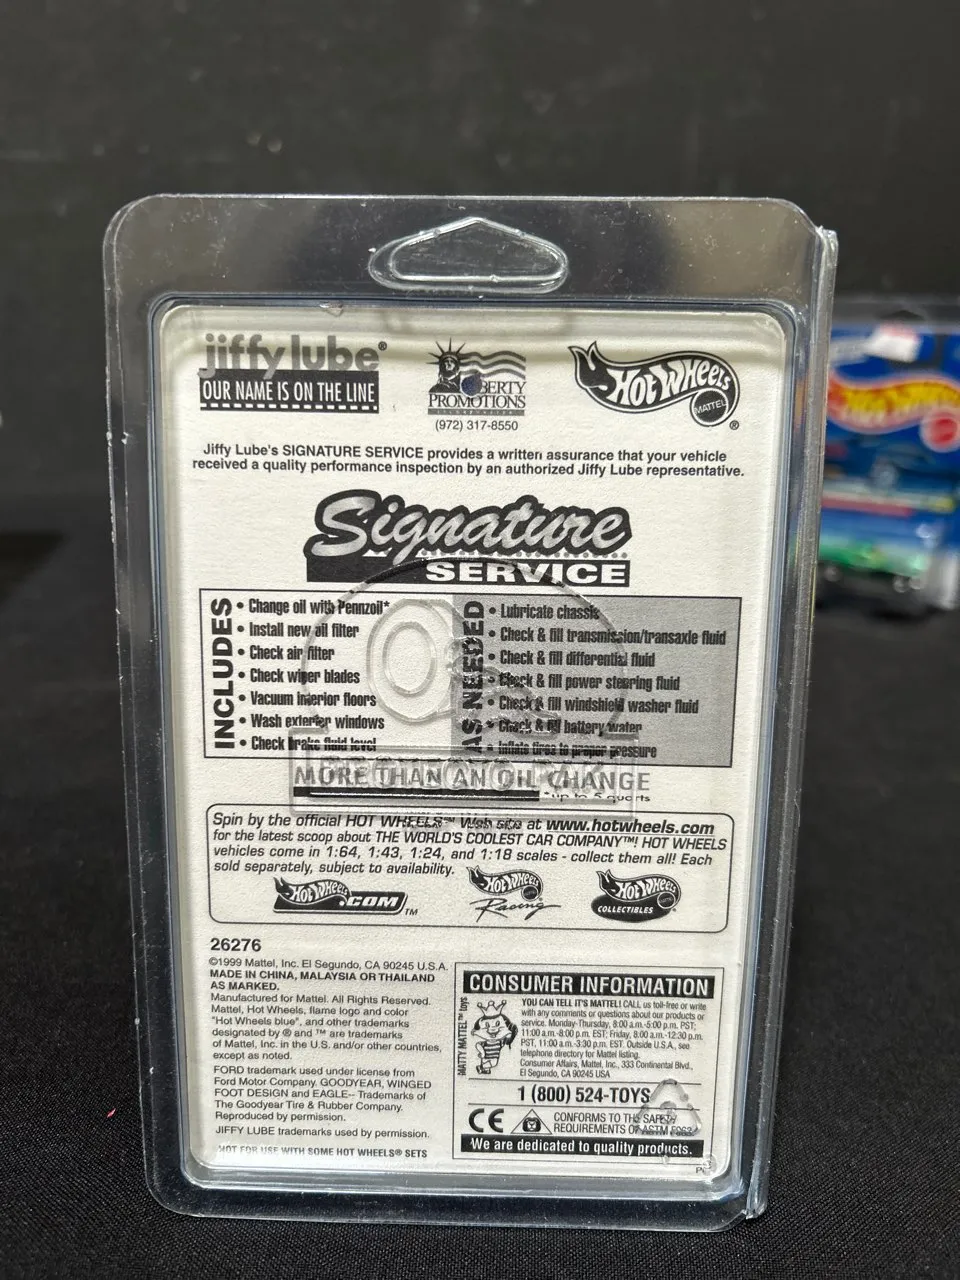 jiffy lube®
OUR NAME IS ON THE LINE
LIBERTY
PROMOTIONS
INCORPORATED
(972) 317-8550
HOT WHEELS
MATTEL
®
Jiffy Lube's SIGNATURE SERVICE provides a written assurance that your vehicle
received a quality performance inspection by an authorized Jiffy Lube representative.
Signature
SERVICE
INCLUDES
• Change oil with Pennzoil*
• Install new oil filter
• Check air filter
• Check wiper blades
• Vacuum interior floors
• Wash exterior windows
• Check brake fluid level
AS NEEDED
• Lubricate chassis
• Check & fill transmission/transaxle fluid
• Check & fill differential fluid
• Check & fill power steering fluid
• Check & fill windshield washer fluid
• Check & fill battery water
• Inflate tires to proper pressure
MORE THAN AN OIL CHANGE
*up to 5 quarts
Spin by the official HOT WHEELS™ Web site at www.hotwheels.com
for the latest scoop about THE WORLD'S COOLEST CAR COMPANY™! HOT WHEELS
vehicles come in 1:64, 1:43, 1:24, and 1:18 scales - collect them all! Each
sold separately, subject to availability.
HOT WHEELS .COM™
HOT WHEELS Racing
HOT WHEELS COLLECTIBLES
26276
©1999 Mattel, Inc. El Segundo, CA 90245 U.S.A.
MADE IN CHINA, MALAYSIA OR THAILAND
AS MARKED.
Manufactured for Mattel. All Rights Reserved.
Mattel, Hot Wheels, flame logo and color
"Hot Wheels blue", and other trademarks
designated by ® and ™ are trademarks
of Mattel, Inc. in the U.S. and/or other countries,
except as noted.
FORD trademark used under license from
Ford Motor Company. GOODYEAR, WINGED
FOOT DESIGN and EAGLE-- Trademarks of
The Goodyear Tire & Rubber Company.
Reproduced by permission.
JIFFY LUBE trademarks used by permission.
NOT FOR USE WITH SOME HOT WHEELS® SETS
CONSUMER INFORMATION
MATTY MATTEL™ toys
YOU CAN TELL IT'S MATTEL! CALL us toll-free or write
with any comments or questions about our products or
service. Monday-Thursday, 8:00 a.m.-5:00 p.m. PST;
11:00 a.m.-8:00 p.m. EST; Friday, 8:00 a.m.-12:30 p.m.
PST, 11:00 a.m.-3:30 p.m. EST. Outside U.S.A., see
telephone directory for Mattel listing.
Consumer Affairs, Mattel, Inc., 333 Continental Blvd.,
El Segundo, CA 90245 USA
1 (800) 524-TOYS
CE
CONFORMS TO THE SAFETY
REQUIREMENTS OF ASTM F963
We are dedicated to quality products.
Hot Wheels